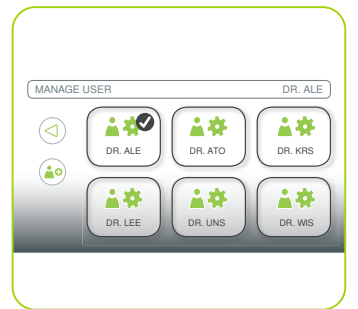 MANAGE USER DR. ALE
DR. ALE DR. ATO DR. KRS
DR. LEE DR. UNS DR. WIS